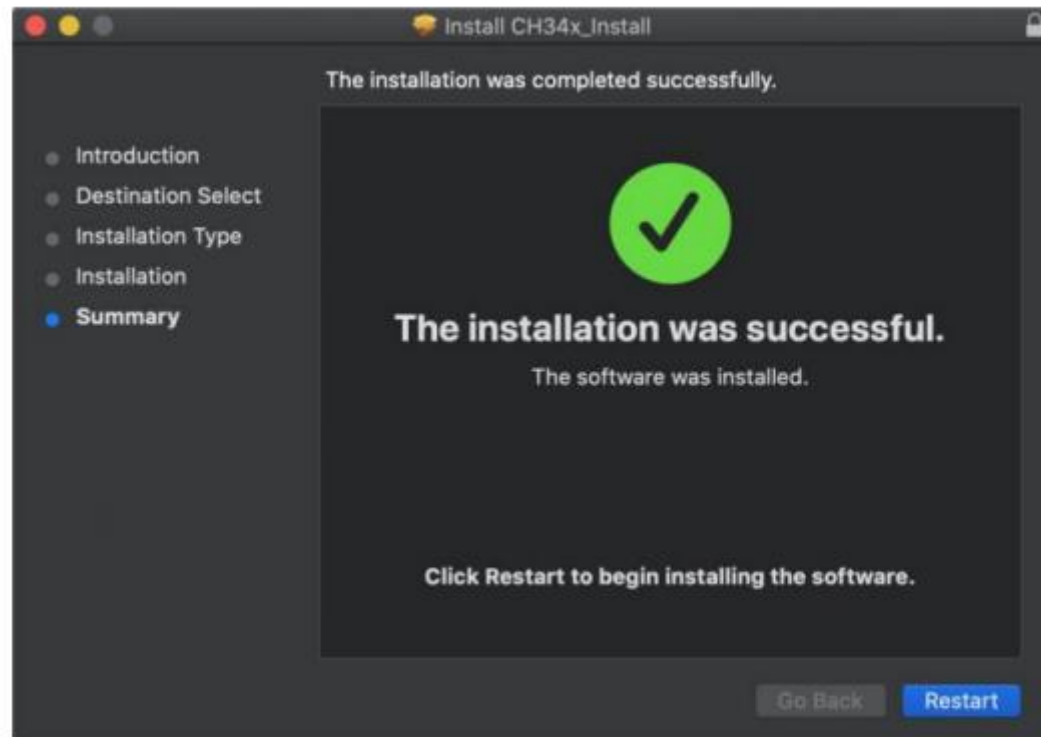 Install CH34x_Install
The installation was completed successfully.
Introduction
Destination Select
Installation Type
Installation
Summary
The installation was successful.
The software was installed.
Click Restart to begin installing the software.
Go Back
Restart